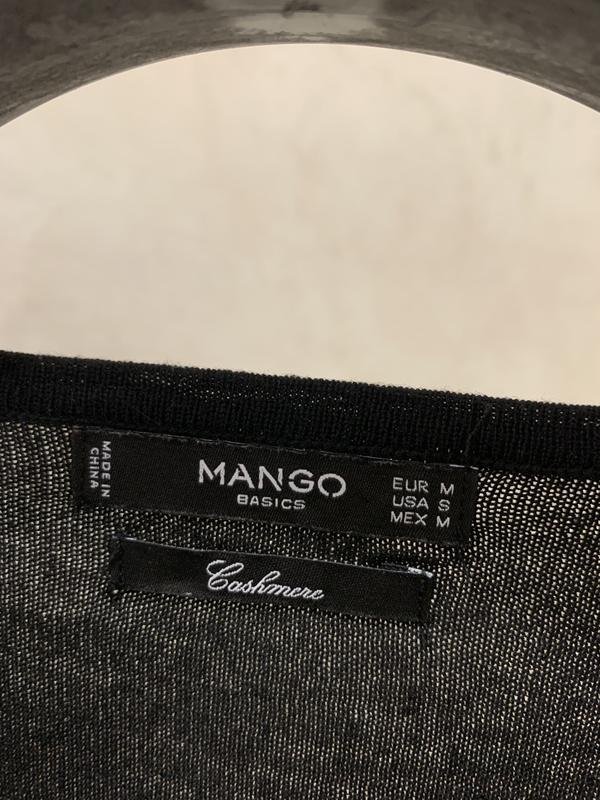 MADE IN
CHINA
MANGO
BASICS
EUR M
USA S
MEX M
Cashmere